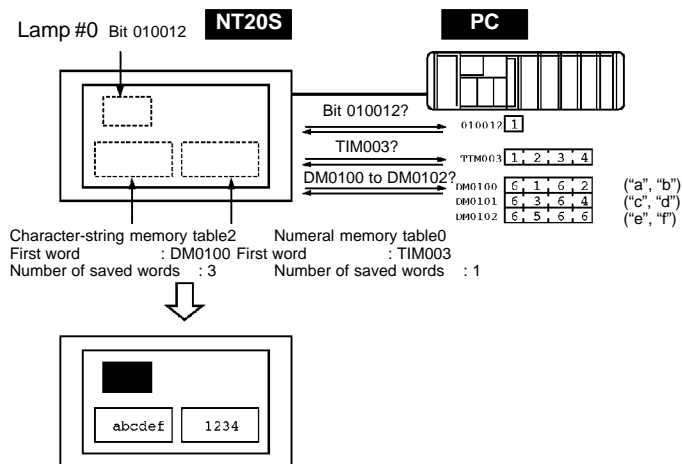 Lamp #0 Bit 010012 NT20S PC
Bit 010012?
010012 1
TIM003?
TIM003 1 2 3 4
DM0100 to DM0102?
DM0100 6 1 6 2 ("a", "b")
DM0101 6 3 6 4 ("c", "d")
DM0102 6 5 6 6 ("e", "f")
Character-string memory table2 Numeral memory table0
First word : DM0100 First word : TIM003
Number of saved words : 3 Number of saved words : 1
abcdef 1234